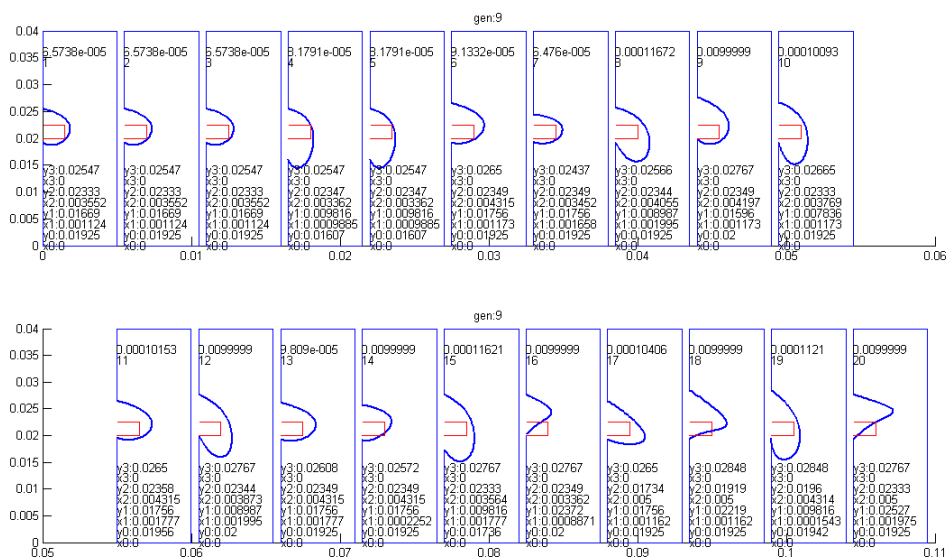 gen:9
0.04
0.035
0.03
0.025
0.02
0.015
0.01
0.005
0
6.5738e-005
1
y3:0.02547
x3:0
y2:0.02333
x2:0.003552
y1:0.01669
x1:0.001124
y0:0.01925
x0:0
6.5738e-005
2
y3:0.02547
x3:0
y2:0.02333
x2:0.003552
y1:0.01669
x1:0.001124
y0:0.01925
x0:0
6.5738e-005
3
y3:0.02547
x3:0
y2:0.02333
x2:0.003552
y1:0.01669
x1:0.001124
y0:0.01925
x0:0
8.1791e-005
4
y3:0.02547
x3:0
y2:0.02347
x2:0.003362
y1:0.009816
x1:0.0009885
y0:0.01607
x0:0
8.1791e-005
5
y3:0.02547
x3:0
y2:0.02347
x2:0.003362
y1:0.009816
x1:0.0009885
y0:0.01607
x0:0
9.1332e-005
6
y3:0.0265
x3:0
y2:0.02349
x2:0.004315
y1:0.01756
x1:0.001173
y0:0.01925
x0:0
6.476e-005
7
y3:0.02437
x3:0
y2:0.02349
x2:0.003452
y1:0.01756
x1:0.001658
y0:0.01925
x0:0
0.00011672
8
y3:0.02566
x3:0
y2:0.02344
x2:0.004055
y1:0.008987
x1:0.001995
y0:0.01925
x0:0
0.0099999
9
y3:0.02767
x3:0
y2:0.02349
x2:0.004197
y1:0.01596
x1:0.001173
y0:0.02
x0:0
0.00010093
10
y3:0.02665
x3:0
y2:0.02333
x2:0.003769
y1:0.007836
x1:0.001173
y0:0.01925
x0:0
0 0.01 0.02 0.03 0.04 0.05 0.06
gen:9
0.04
0.035
0.03
0.025
0.02
0.015
0.01
0.005
0
0.00010153
11
y3:0.0265
x3:0
y2:0.02358
x2:0.004315
y1:0.01756
x1:0.001777
y0:0.01956
x0:0
0.0099999
12
y3:0.02767
x3:0
y2:0.02344
x2:0.003873
y1:0.008987
x1:0.001995
y0:0.02
x0:0
9.809e-005
13
y3:0.02608
x3:0
y2:0.02349
x2:0.004315
y1:0.01756
x1:0.001777
y0:0.01925
x0:0
0.0099999
14
y3:0.02572
x3:0
y2:0.02349
x2:0.004315
y1:0.01756
x1:0.0002252
y0:0.01925
x0:0
0.00011621
15
y3:0.02767
x3:0
y2:0.02333
x2:0.003564
y1:0.009816
x1:0.001777
y0:0.01736
x0:0
0.0099999
16
y3:0.02767
x3:0
y2:0.02349
x2:0.003362
y1:0.02372
x1:0.0008871
y0:0.02
x0:0
0.00010406
17
y3:0.0265
x3:0
y2:0.01734
x2:0.005
y1:0.01756
x1:0.001162
y0:0.01925
x0:0
0.0099999
18
y3:0.02848
x3:0
y2:0.01919
x2:0.005
y1:0.02219
x1:0.001162
y0:0.01925
x0:0
0.0001121
19
y3:0.02848
x3:0
y2:0.0196
x2:0.004314
y1:0.009816
x1:0.0001543
y0:0.01942
x0:0
0.0099999
20
y3:0.02767
x3:0
y2:0.02333
x2:0.005
y1:0.02527
x1:0.001975
y0:0.01925
x0:0
0.05 0.06 0.07 0.08 0.09 0.1 0.11